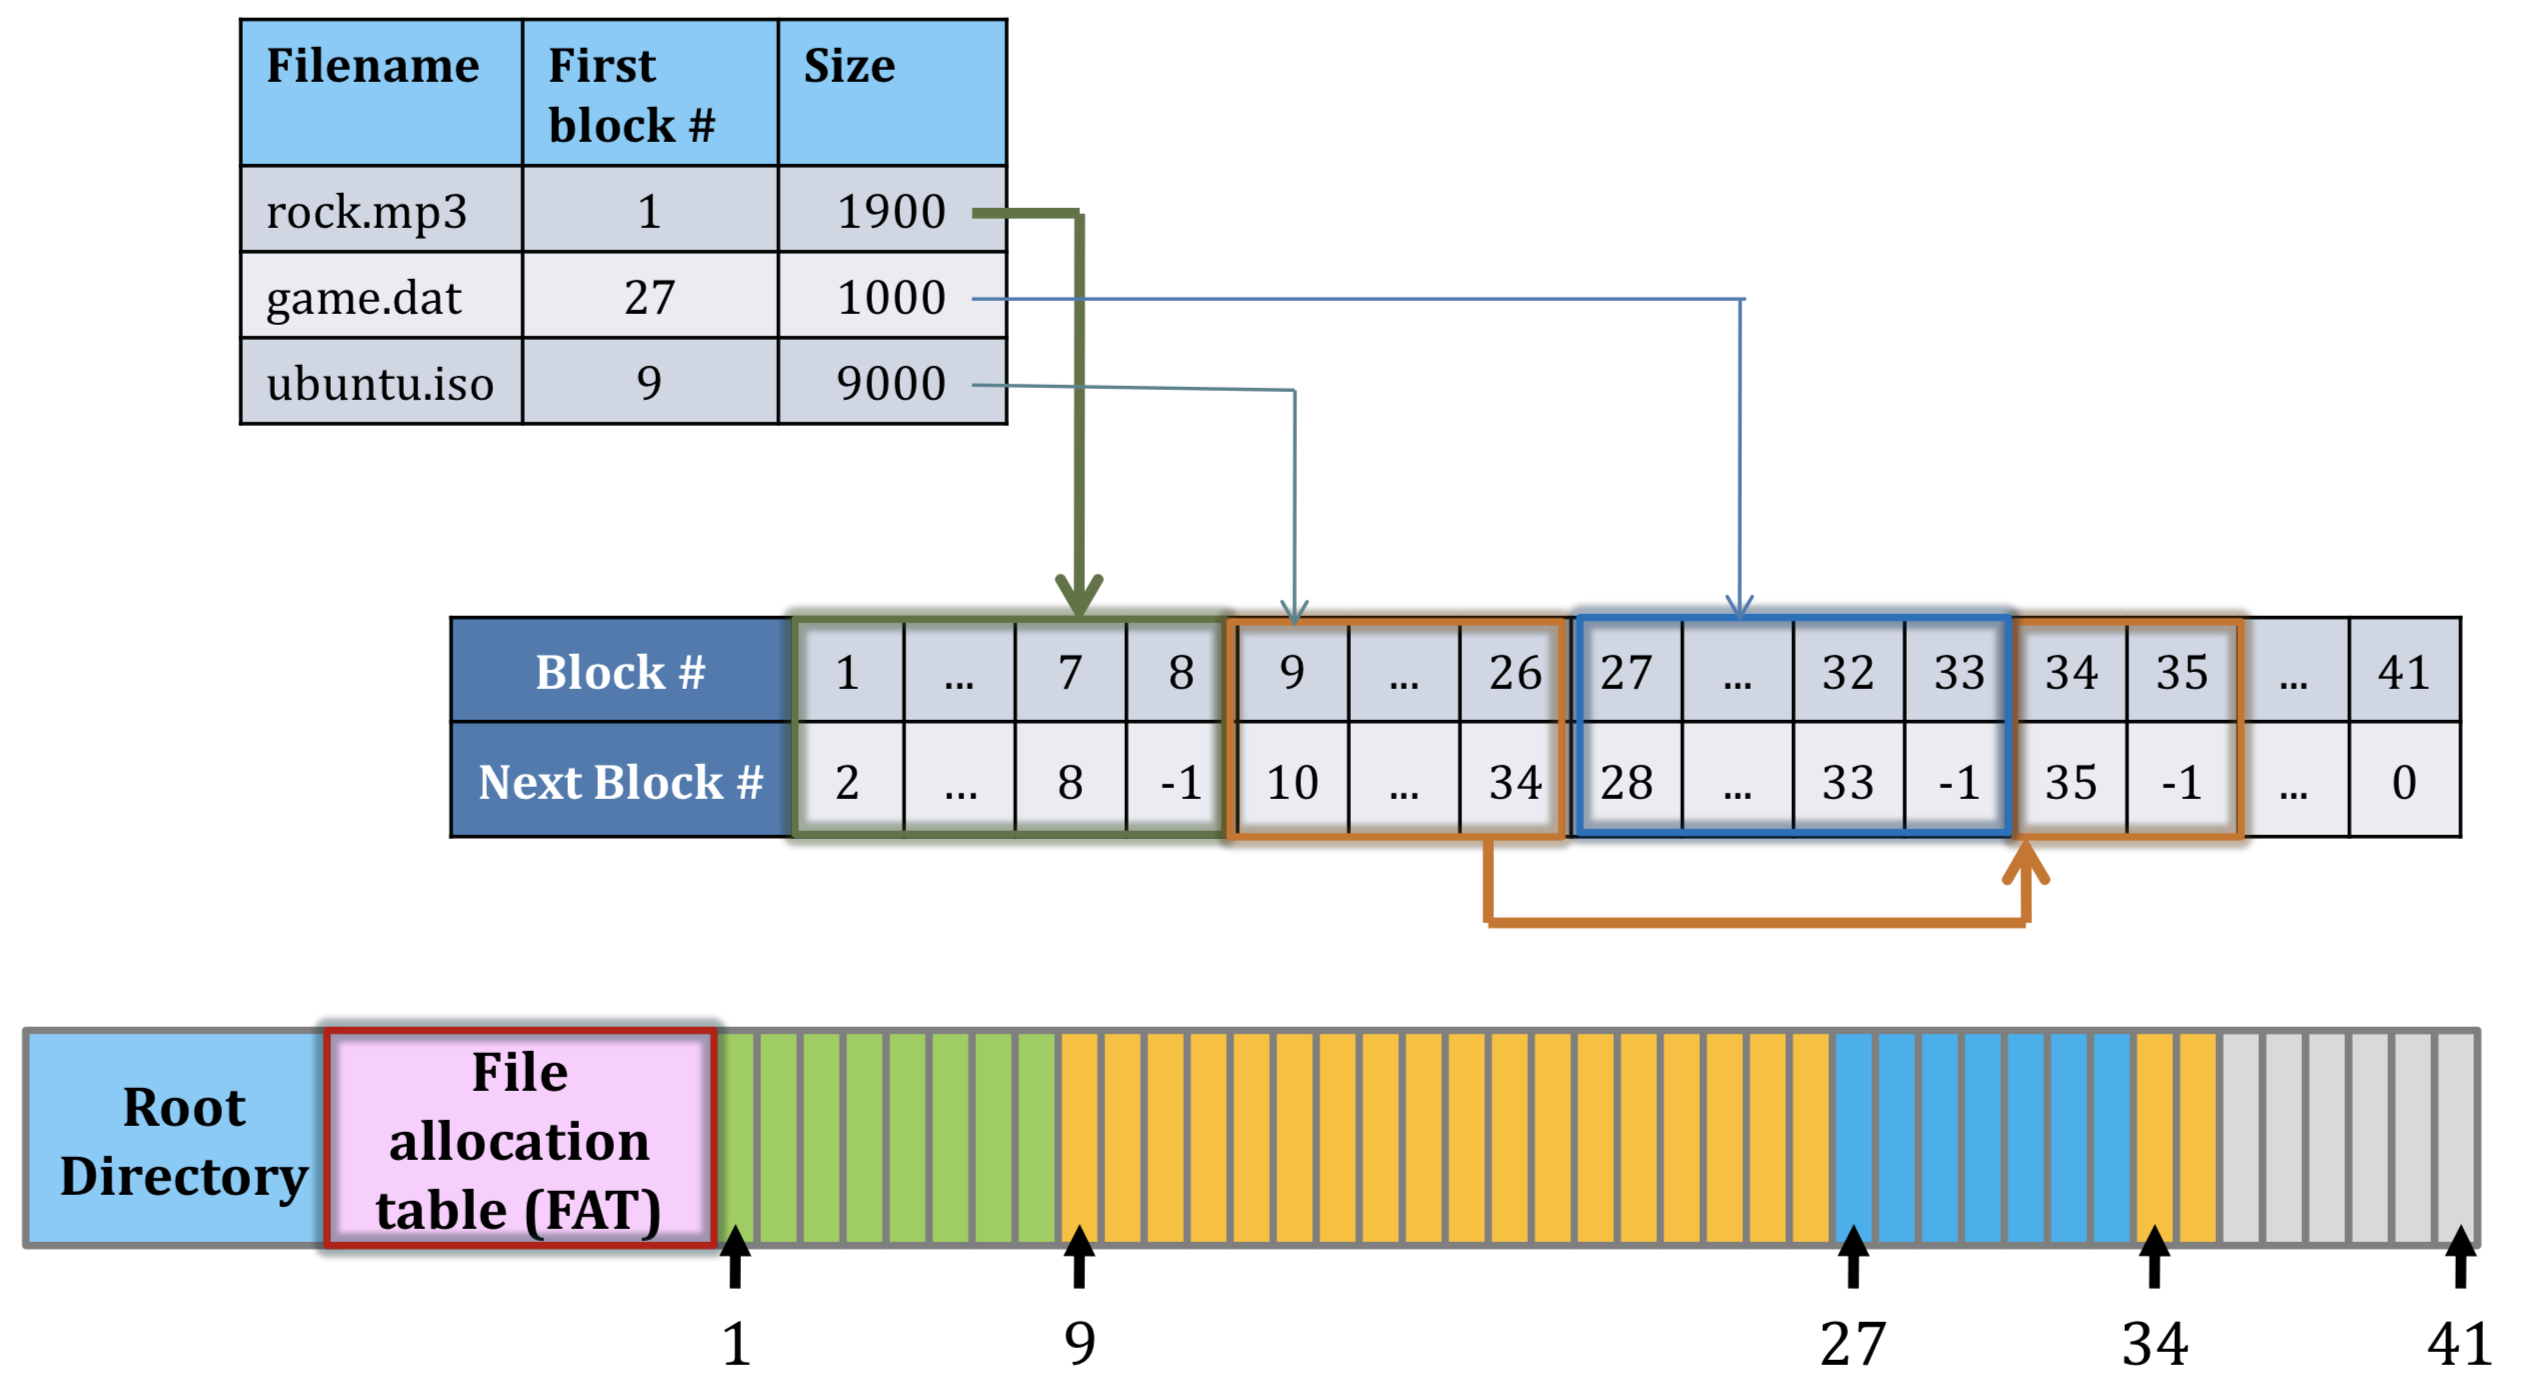 Filename First block # Size
rock.mp3 1 1900
game.dat 27 1000
ubuntu.iso 9 9000
Block # 1 ... 7 8 9 ... 26 27 ... 32 33 34 35 ... 41
Next Block # 2 ... 8 -1 10 ... 34 28 ... 33 -1 35 -1 ... 0
Root
Directory
File
allocation
table (FAT)
1 9 27 34 41